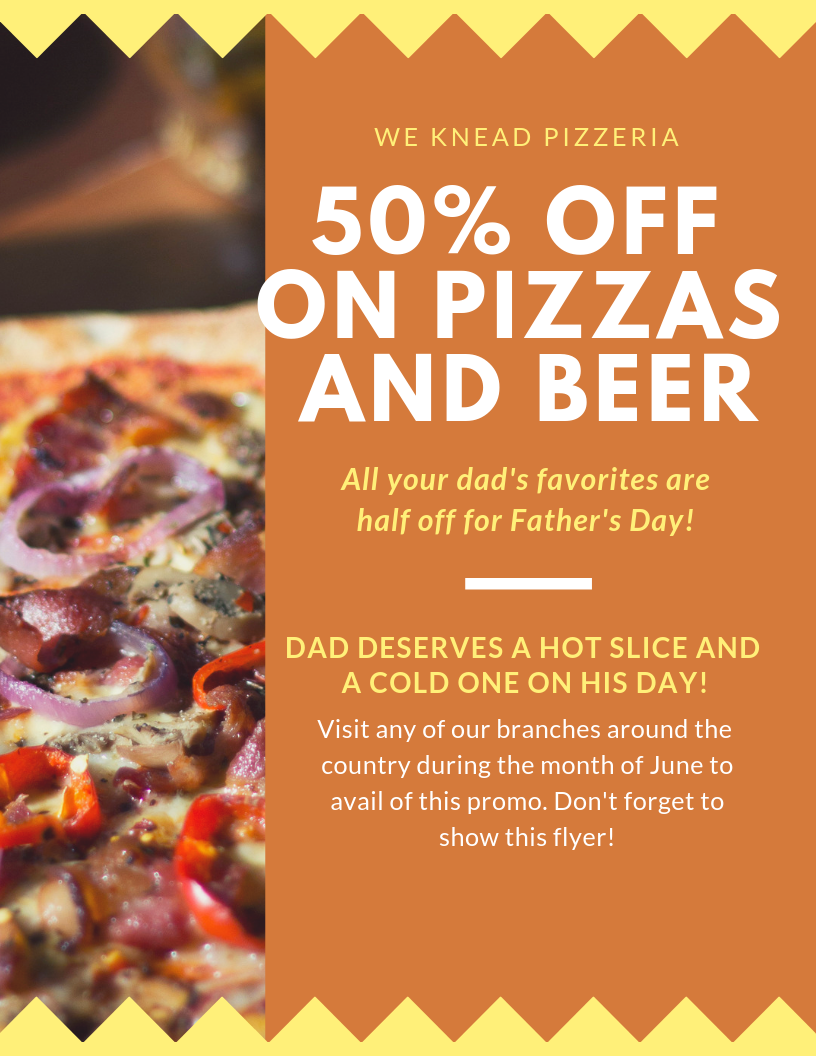 WE KNEAD PIZZERIA
50% OFF
ON PIZZAS
AND BEER
All your dad's favorites are
half off for Father's Day!
DAD DESERVES A HOT SLICE AND
A COLD ONE ON HIS DAY!
Visit any of our branches around the
country during the month of June to
avail of this promo. Don't forget to
show this flyer!